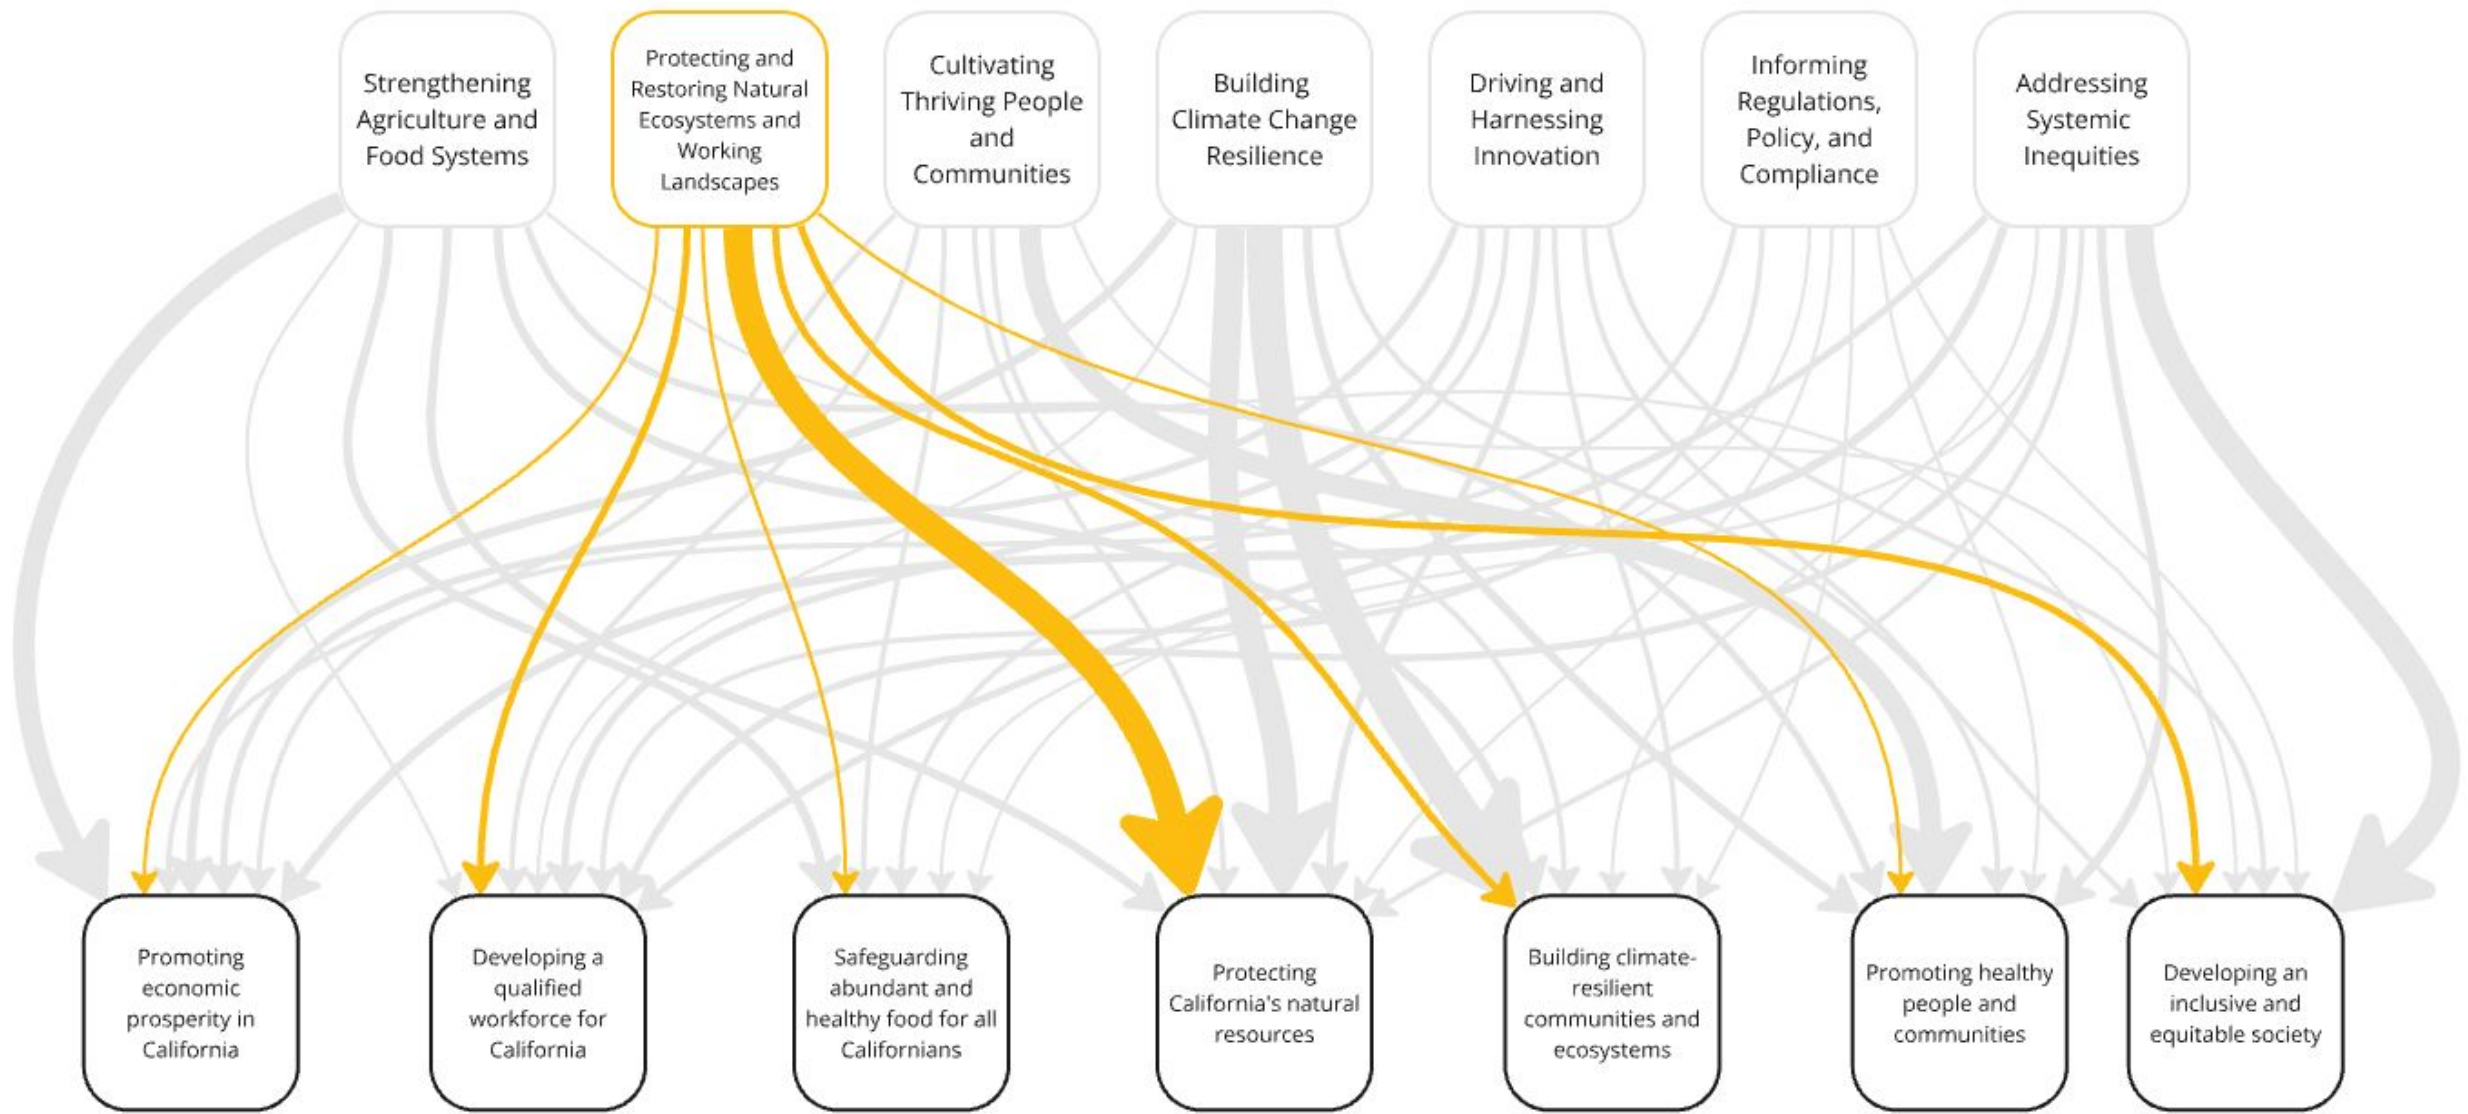 Strengthening
Agriculture and
Food Systems
Protecting and
Restoring Natural
Ecosystems and
Working
Landscapes
Cultivating
Thriving People
and
Communities
Building
Climate Change
Resilience
Driving and
Harnessing
Innovation
Informing
Regulations,
Policy, and
Compliance
Addressing
Systemic
Inequities
Promoting
economic
prosperity in
California
Developing a
qualified
workforce for
California
Safeguarding
abundant and
healthy food for all
Californians
Protecting
California's natural
resources
Building climate-
resilient
communities and
ecosystems
Promoting healthy
people and
communities
Developing an
inclusive and
equitable society